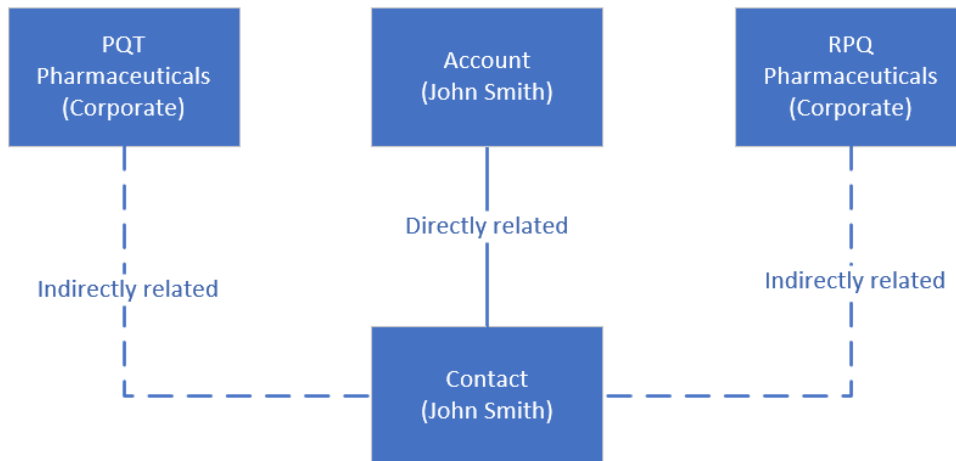 PQT
Pharmaceuticals
(Corporate)
Account
(John Smith)
RPQ
Pharmaceuticals
(Corporate)
Directly related
Indirectly related
Indirectly related
Contact
(John Smith)